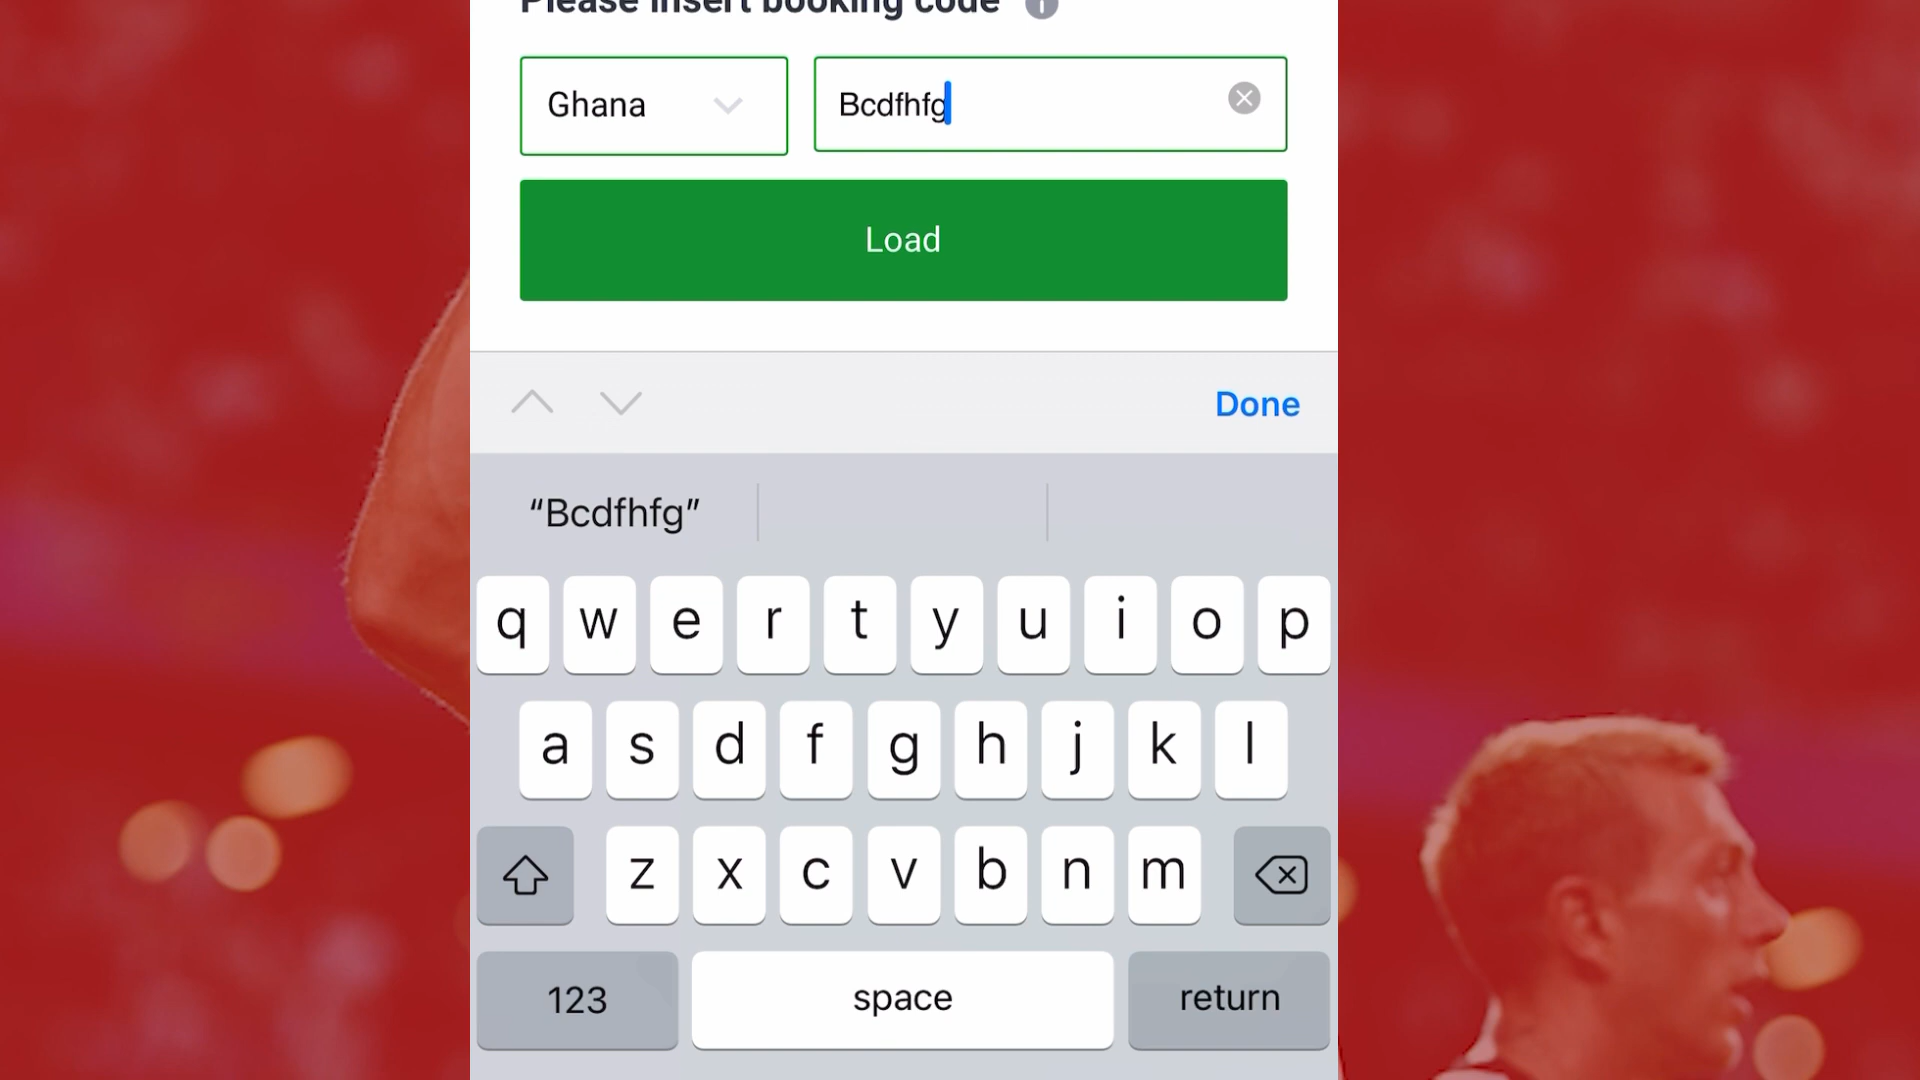 Please insert booking code
Ghana
Bcdfhfg
Load
Done
“Bcdfhfg”
q w e r t y u i o p
a s d f g h j k l
z x c v b n m
123 space return